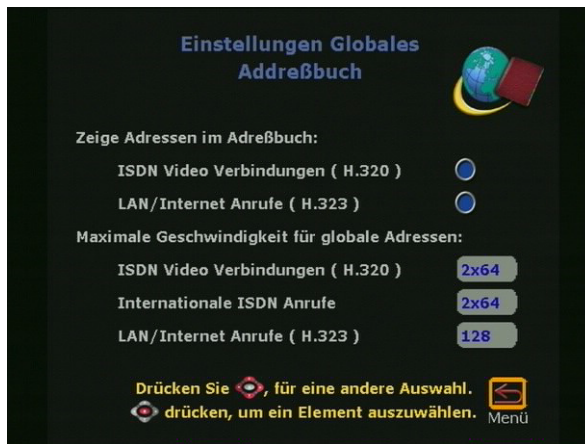 Einstellungen Globales
Addreßbuch
Zeige Adressen im Adreßbuch:
ISDN Video Verbindungen ( H.320 )
LAN/Internet Anrufe ( H.323 )
Maximale Geschwindigkeit für globale Adressen:
ISDN Video Verbindungen ( H.320 ) 2x64
Internationale ISDN Anrufe 2x64
LAN/Internet Anrufe ( H.323 ) 128
Drücken Sie , für eine andere Auswahl.
drücken, um ein Element auszuwählen. Menü